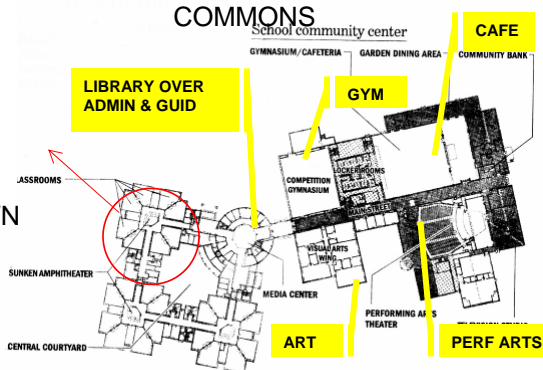 COMMONS
School community center
CAFE
GYMNASIUM/CAFETERIA
GARDEN DINING AREA
COMMUNITY BANK
LIBRARY OVER
ADMIN & GUID
GYM
LOCKER ROOMS
COMPETITION
GYMNASIUM
LASSROOMS
MAIN STREET
VISUAL ARTS
WING
SUNKEN AMPHITHEATER
MEDIA CENTER
PERFORMING ARTS
THEATER
CENTRAL COURTYARD
ART
PERF ARTS